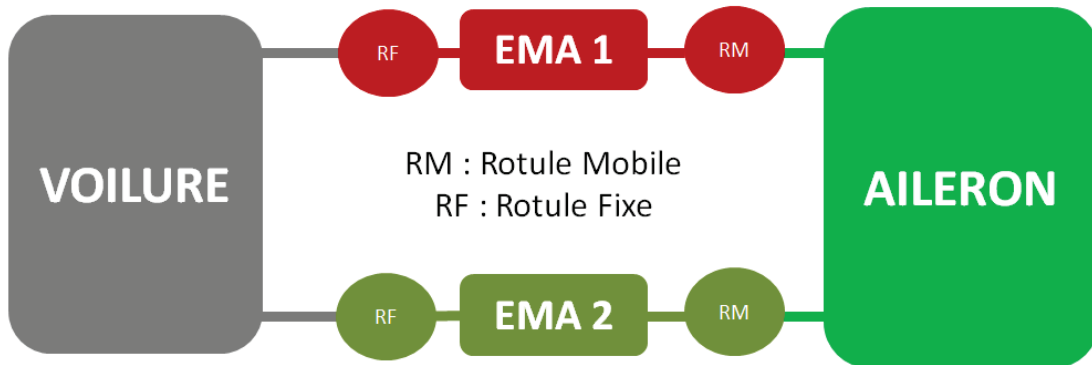 RF
EMA 1
RM
VOILURE
RM : Rotule Mobile
RF : Rotule Fixe
AILERON
RF
EMA 2
RM